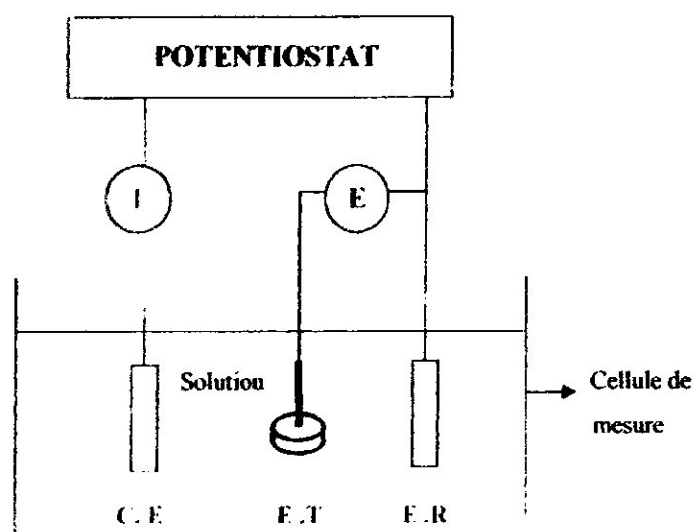 POTENTIOSTAT
I
E
Solution
Cellule de
mesure
C.E
E.T
E.R